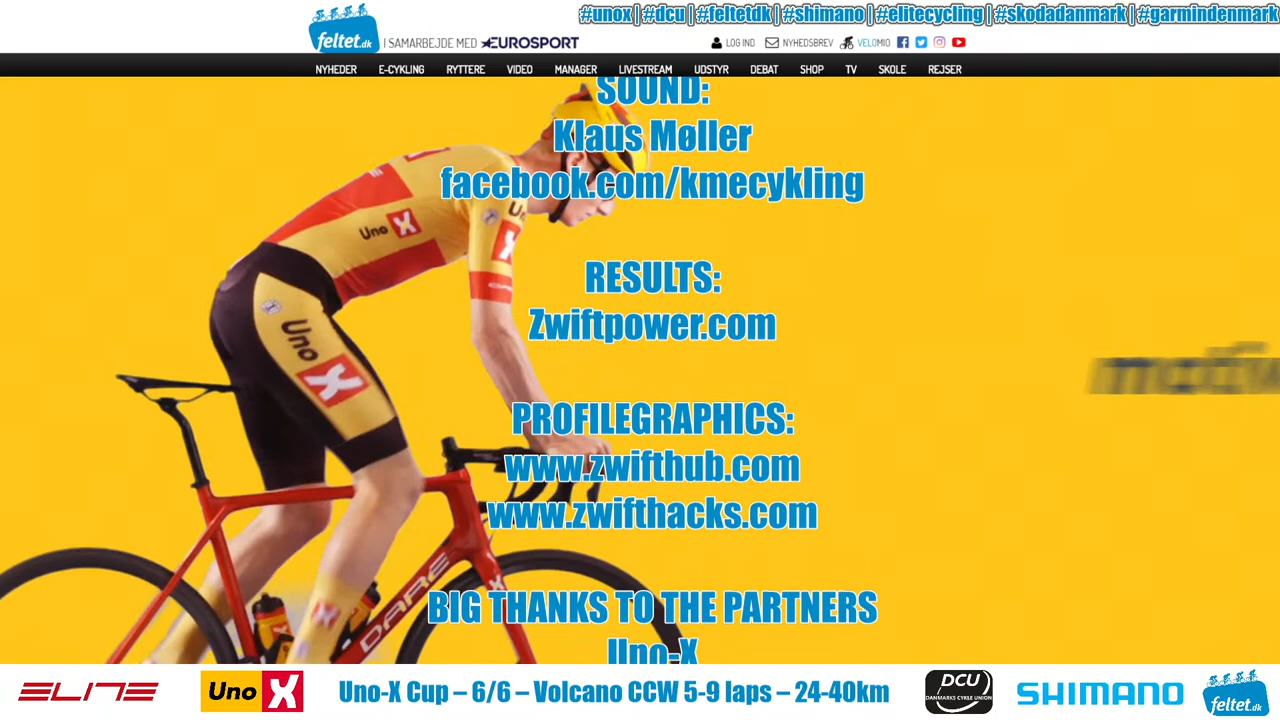 #unox | #dcu | #feltetdk | #shimano | #elitecycling | #skodadanmark | #garmindenmark
feltet.dk
I SAMARBEJDE MED EUROSPORT
LOG IND
NYHEDSBREV
VELOMIO
NYHEDER E-CYKLING RYTTERE VIDEO MANAGER LIVESTREAM UDSTYR DEBAT SHOP TV SKOLE REJSER
SOUND:
Klaus Møller
facebook.com/kmecykling
RESULTS:
Zwiftpower.com
PROFILEGRAPHICS:
www.zwifthub.com
www.zwifthacks.com
BIG THANKS TO THE PARTNERS
Uno-X
Uno X
Uno X
Uno X
DARE
ELITE
Uno X
Uno-X Cup – 6/6 – Volcano CCW 5-9 laps – 24-40km
DCU
DANMARKS CYKLE UNION
SHIMANO
feltet.dk